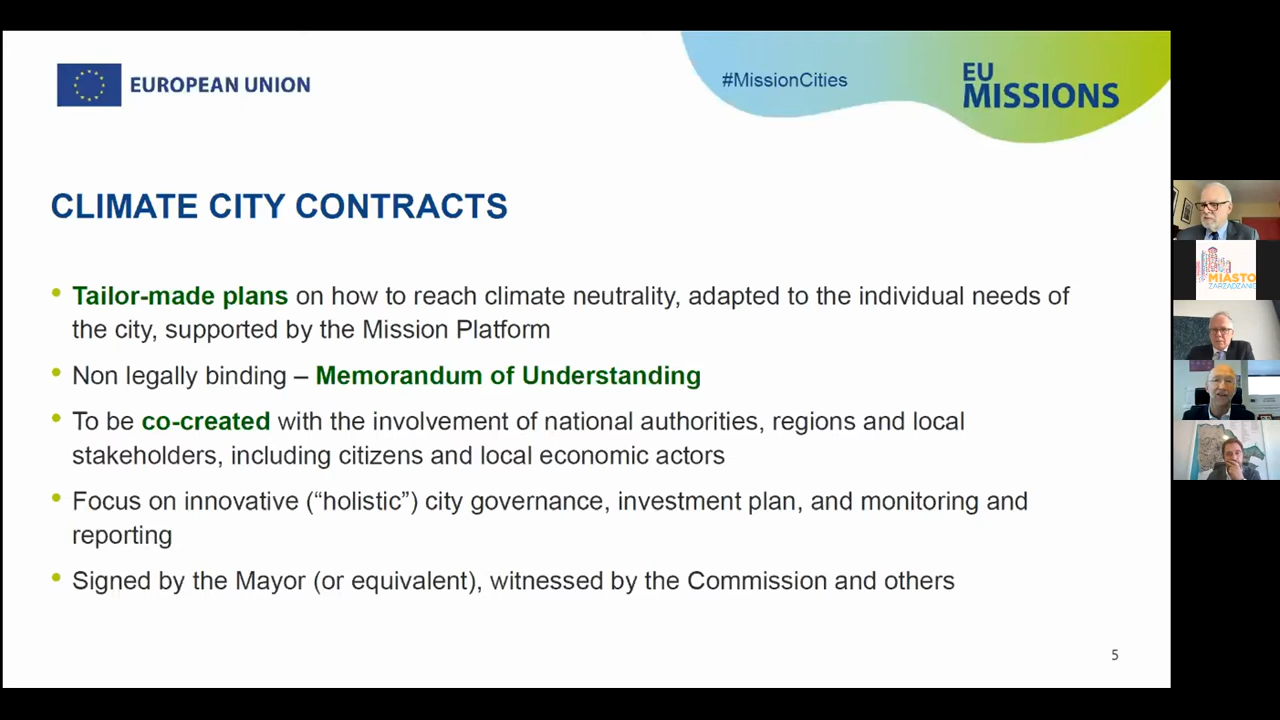 EUROPEAN UNION
#MissionCities
EU
MISSIONS
CLIMATE CITY CONTRACTS
• Tailor-made plans on how to reach climate neutrality, adapted to the individual needs of
the city, supported by the Mission Platform
• Non legally binding – Memorandum of Understanding
• To be co-created with the involvement of national authorities, regions and local
stakeholders, including citizens and local economic actors
• Focus on innovative (“holistic”) city governance, investment plan, and monitoring and
reporting
• Signed by the Mayor (or equivalent), witnessed by the Commission and others
5
MIASTO